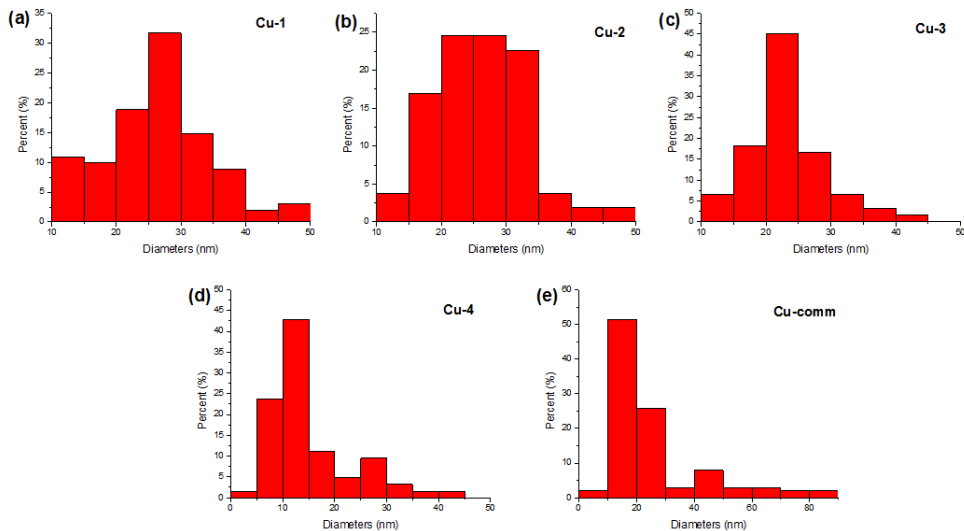 (a)
Cu-1
35
30
25
20
15
10
5
0
Percent (%)
10 20 30 40 50
Diameters (nm)
(b)
Cu-2
25
20
15
10
5
0
Percent (%)
10 20 30 40 50
Diameters (nm)
(c)
Cu-3
50
45
40
35
30
25
20
15
10
5
0
Percent (%)
10 20 30 40 50
Diameters (nm)
(d)
Cu-4
50
45
40
35
30
25
20
15
10
5
0
Percent (%)
0 10 20 30 40 50
Diameters (nm)
(e)
Cu-comm
60
50
40
30
20
10
0
Percent (%)
0 20 40 60 80
Diameters (nm)